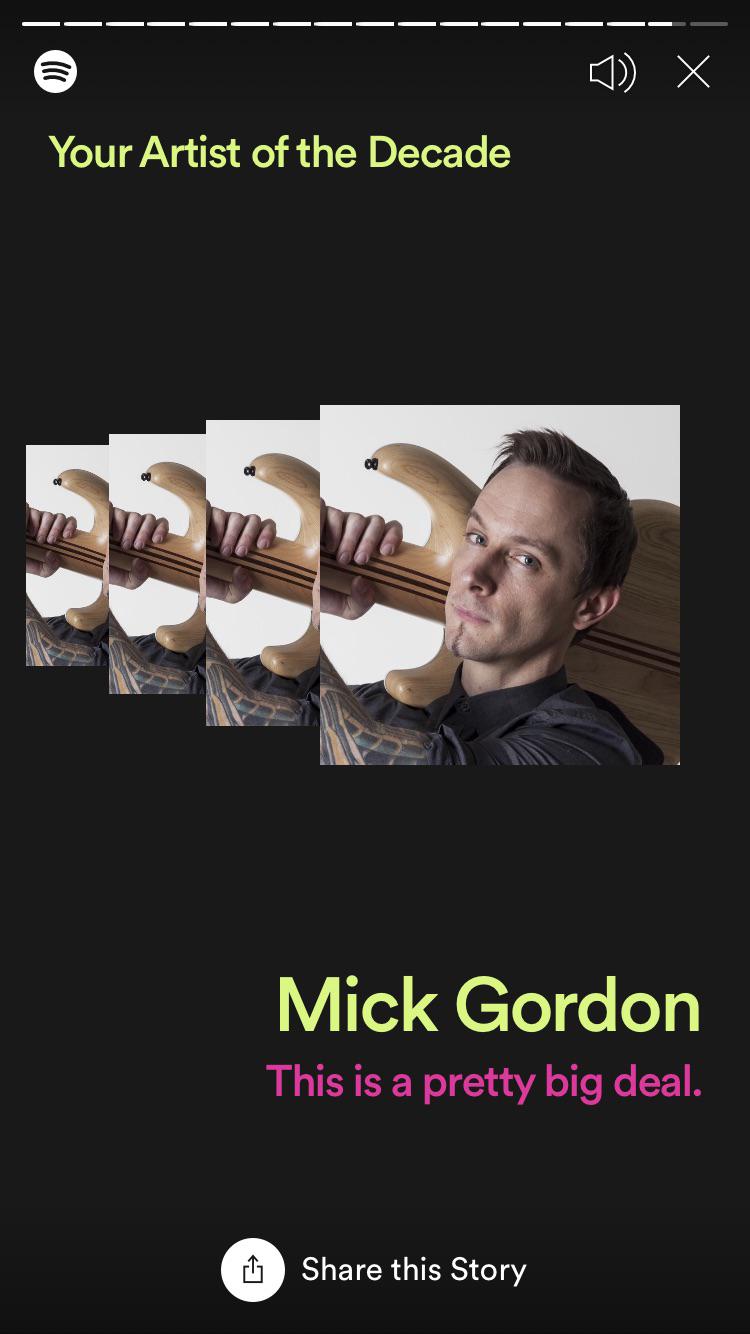 Your Artist of the Decade
Mick Gordon
This is a pretty big deal.
Share this Story